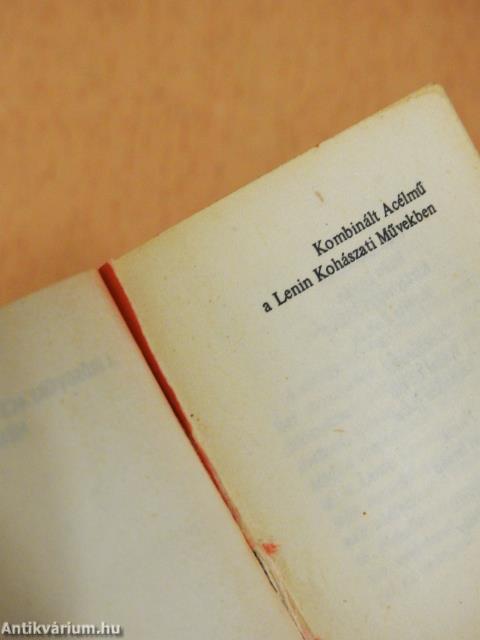 Kombinált Acélmű
a Lenin Kohászati Művekben
Antikvárium.hu